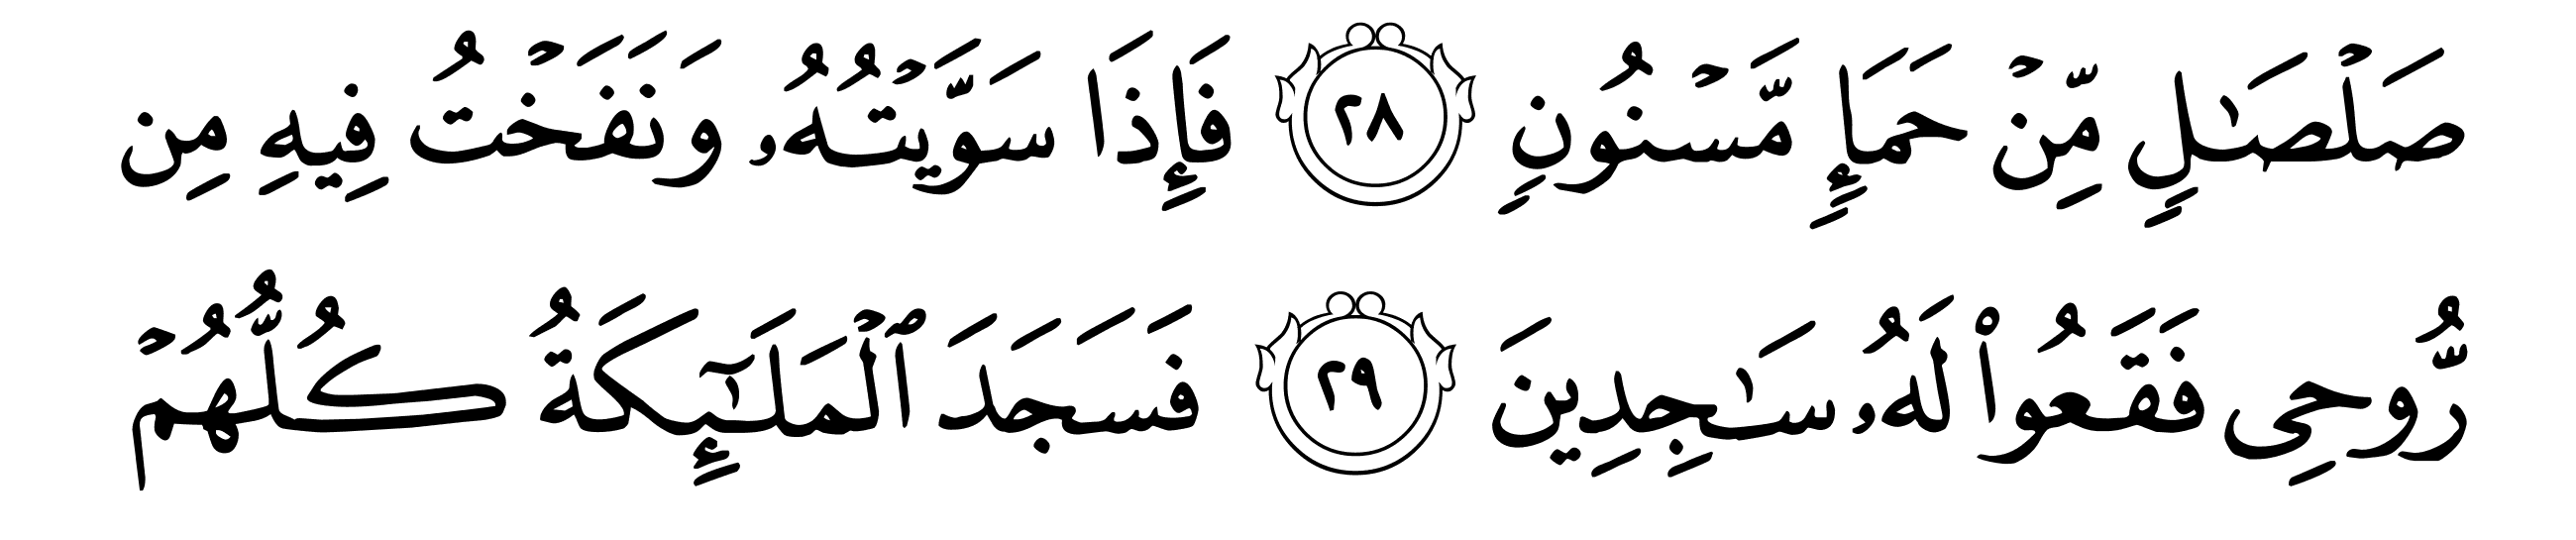 صَلۡصَٰلٖ مِّنۡ حَمَإٖ مَّسۡنُونٖ ٢٨ فَإِذَا سَوَّيۡتُهُۥ وَنَفَخۡتُ فِيهِ مِن
رُّوحِي فَقَعُواْ لَهُۥ سَٰجِدِينَ ٢٩ فَسَجَدَ ٱلۡمَلَٰٓئِكَةُ كُلُّهُمۡ